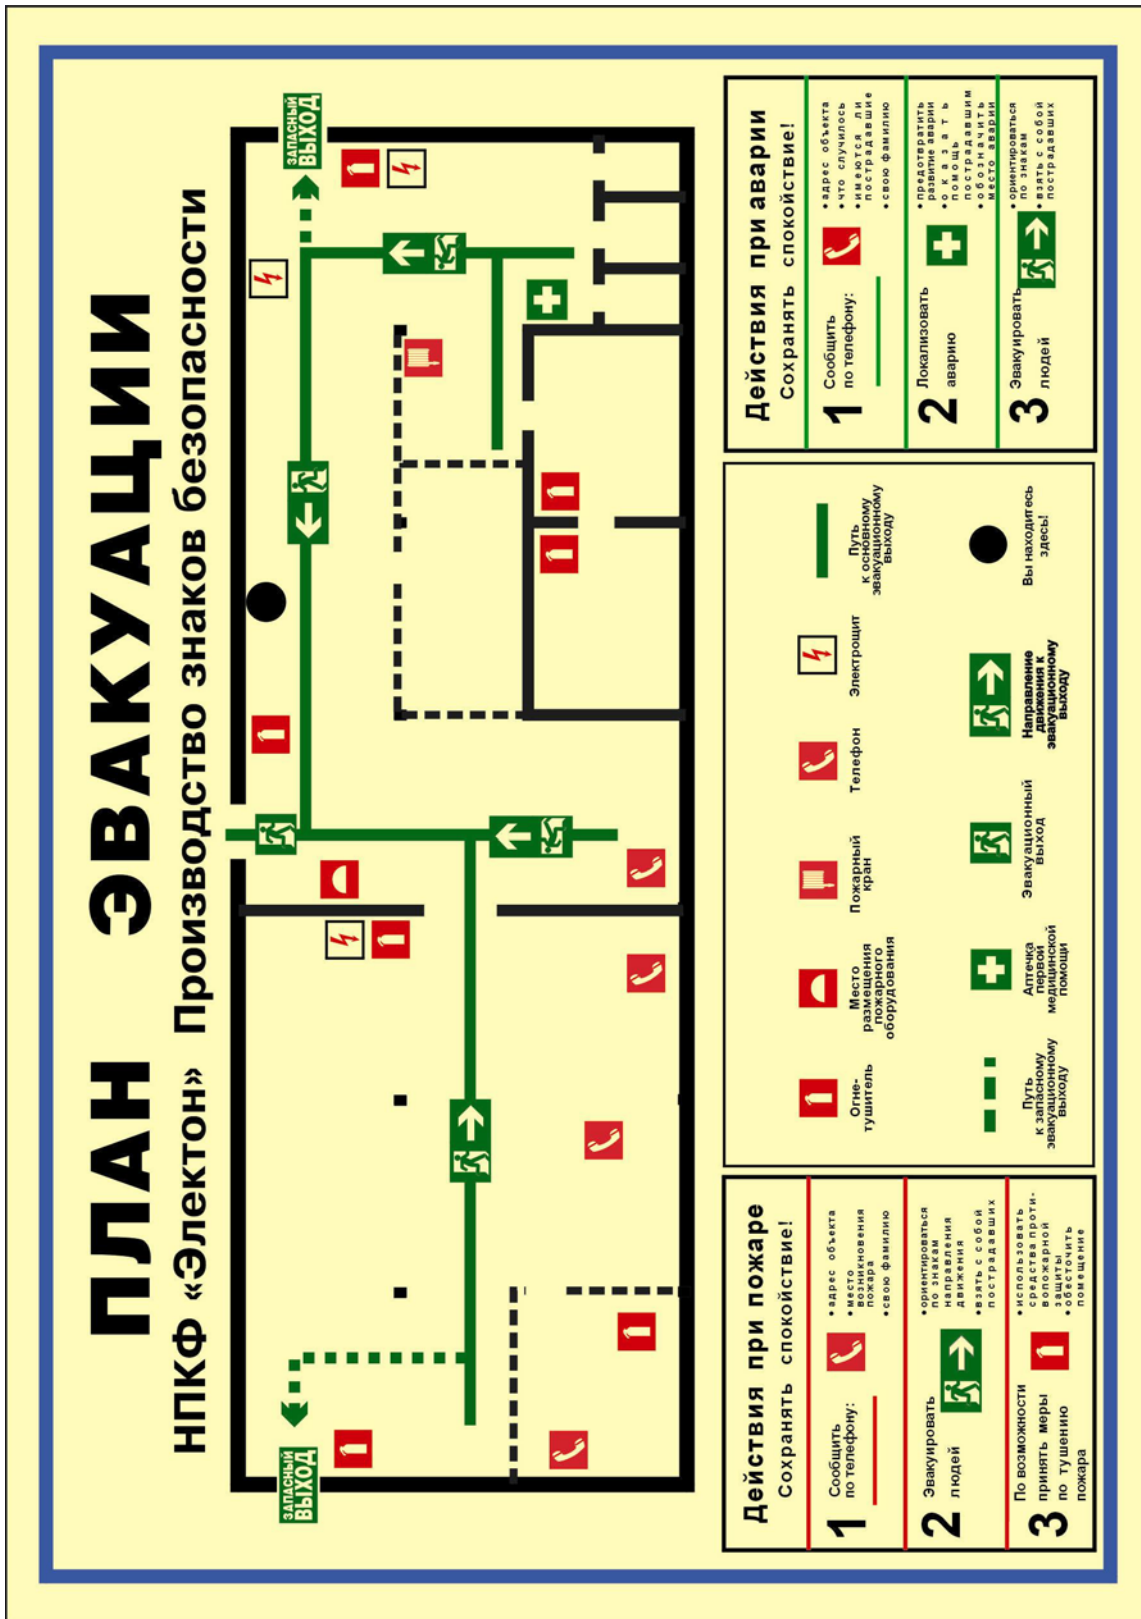 ПЛАН ЭВАКУАЦИИ
НПКФ «Электон» Производство знаков безопасности
ЗАПАСНЫЙ
ВЫХОД
ЗАПАСНЫЙ
ВЫХОД
Действия при пожаре
Сохранять спокойствие!
1 Сообщить
по телефону:
•адрес объекта
•место
возникновения
пожара
•свою фамилию
2 Эвакуировать
людей
•ориентироваться
по знакам
направления
движения
•взять с собой
пострадавших
3 По возможности
принять меры
по тушению
пожара
•использовать
средства проти-
вопожарной
защиты
•обесточить
помещение
Огне-
тушитель
Место
размещения
пожарного
оборудования
Пожарный
кран
Телефон
Электрощит
Путь
к основному
эвакуационному
выходу
Путь
к запасному
эвакуационному
выходу
Аптечка
первой
медицинской
помощи
Эвакуационный
выход
Направление
движения к
эвакуационному
выходу
Вы находитесь
здесь!
Действия при аварии
Сохранять спокойствие!
1 Сообщить
по телефону:
•адрес объекта
•что случилось
•имеются ли
пострадавшие
•свою фамилию
2 Локализовать
аварию
•предотвратить
развитие аварии
•оказать
помощь
пострадавшим
•обозначить
место аварии
3 Эвакуировать
людей
•ориентироваться
по знакам
•взять с собой
пострадавших